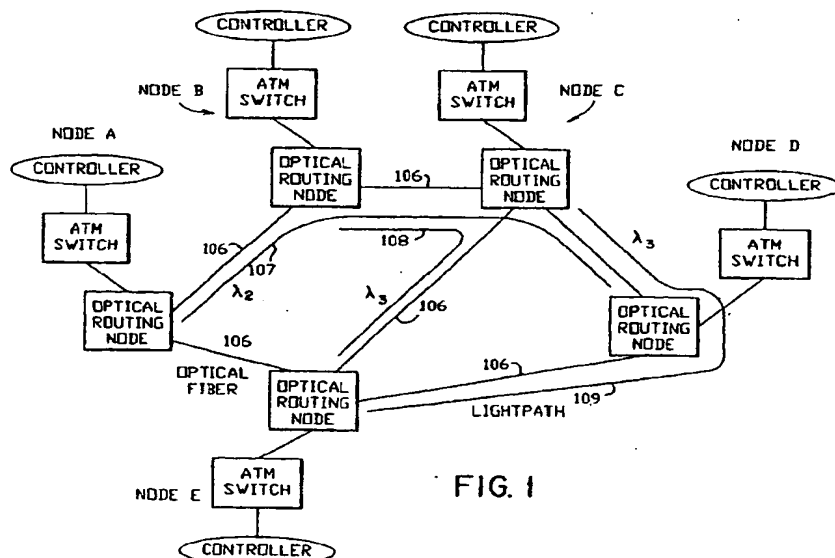 CONTROLLER
CONTROLLER
NODE B
ATM
SWITCH
ATM
SWITCH
NODE C
NODE A
CONTROLLER
OPTICAL
ROUTING
NODE
106
OPTICAL
ROUTING
NODE
NODE D
CONTROLLER
ATM
SWITCH
106
107
108
λ3
ATM
SWITCH
λ2
λ3
106
OPTICAL
ROUTING
NODE
OPTICAL
ROUTING
NODE
106
OPTICAL
FIBER
OPTICAL
ROUTING
NODE
106
LIGHTPATH
109
NODE E
ATM
SWITCH
FIG. 1
CONTROLLER